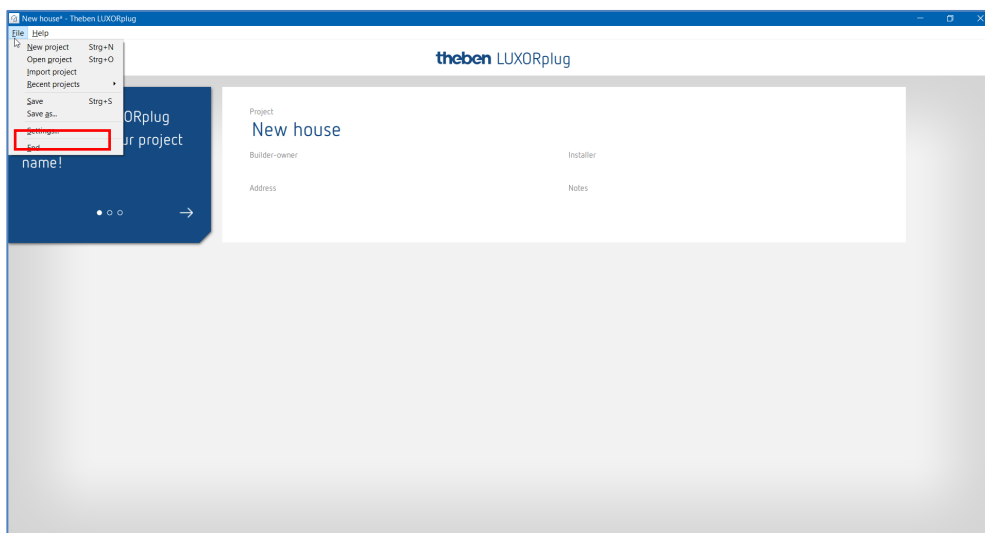 New house* - Theben LUXORplug
File Help
New project Strg+N
Open project Strg+O
Import project
Recent projects
Save Strg+S
Save as...
Settings...
End
theben LUXORplug
ORplug
ur project
name!
Project
New house
Builder-owner
Installer
Address
Notes